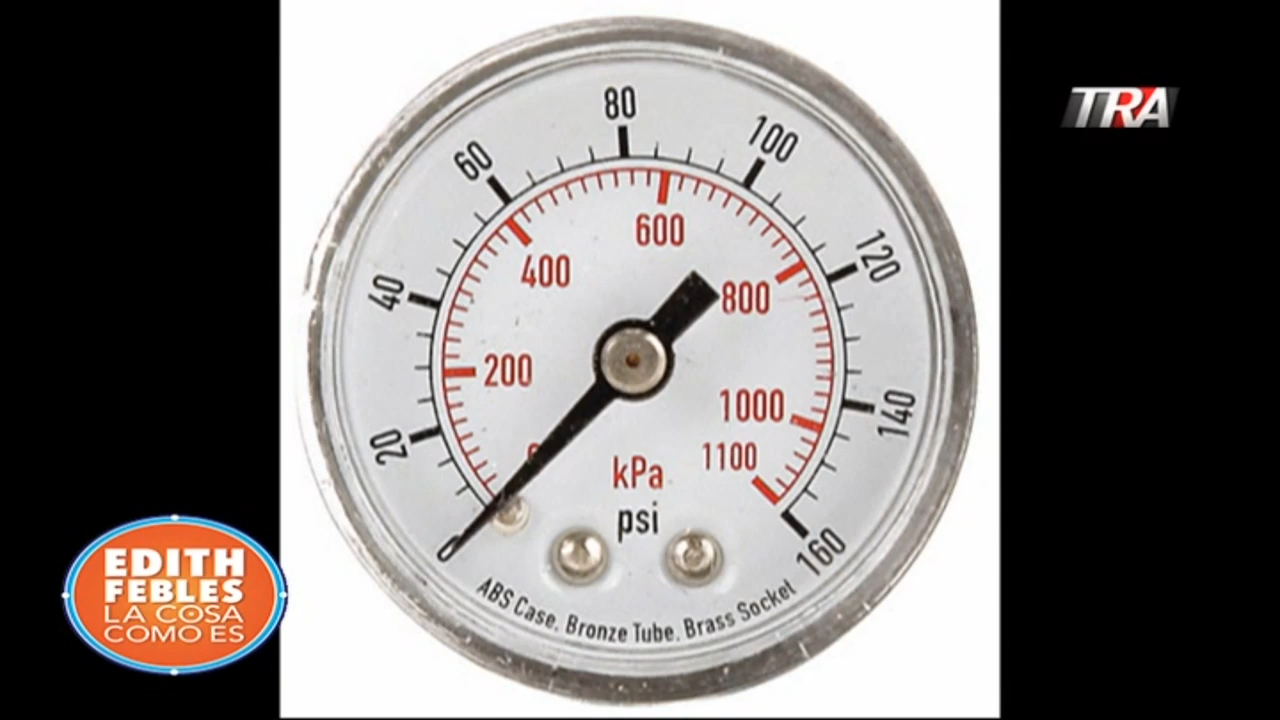 80
100
60
TRA
120
600
400
40
800
200
1000
140
20
1100
0
kPa
psi
0
160
EDITH
FEBLES
LA COSA
COMO ES
ABS Case. Bronze Tube. Brass Socket